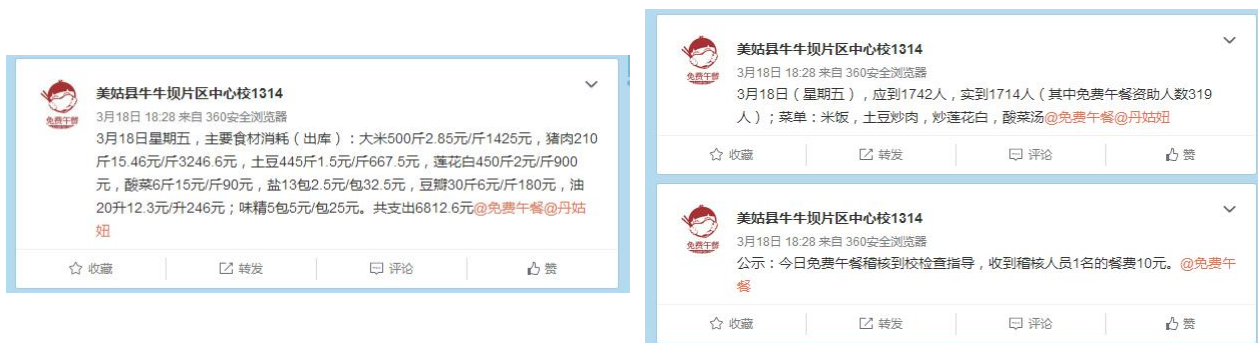 美姑县牛牛坝片区中心校1314
3月18日 18:28 来自 360安全浏览器
3月18日星期五，主要食材消耗（出库）：大米500斤2.85元/斤1425元，猪肉210
斤15.46元/斤3246.6元，土豆445斤1.5元/斤667.5元，莲花白450斤2元/斤900
元，酸菜6斤15元/斤90元，盐13包2.5元/包32.5元，豆瓣30斤6元/斤180元，油
20升12.3元/升246元；味精5包5元/包25元。共支出6812.6元@免费午餐@丹姑
妞
免费午餐
收藏 转发 评论 赞
美姑县牛牛坝片区中心校1314
3月18日 18:28 来自 360安全浏览器
免费午餐
3月18日（星期五），应到1742人，实到1714人（其中免费午餐资助人数319
人）；菜单：米饭，土豆炒肉，炒莲花白，酸菜汤@免费午餐@丹姑妞
收藏 转发 评论 赞
美姑县牛牛坝片区中心校1314
3月18日 18:28 来自 360安全浏览器
免费午餐
公示：今日免费午餐稽核到校检查指导，收到稽核人员1名的餐费10元。@免费午
餐
收藏 转发 评论 赞